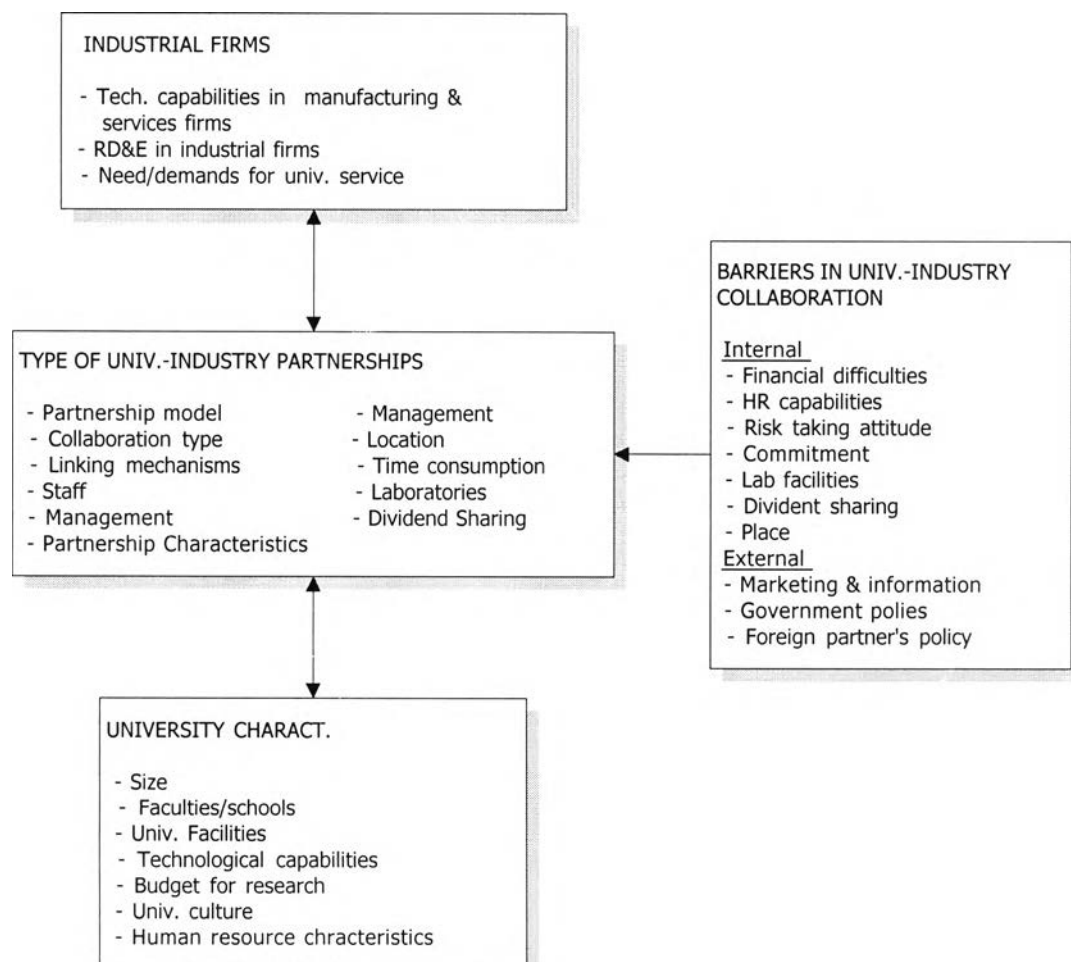 INDUSTRIAL FIRMS
- Tech. capabilities in manufacturing &
services firms
- RD&E in industrial firms
- Need/demands for univ. service
TYPE OF UNIV.-INDUSTRY PARTNERSHIPS
- Partnership model
- Collaboration type
- Linking mechanisms
- Staff
- Management
- Partnership Characteristics
- Management
- Location
- Time consumption
- Laboratories
- Dividend Sharing
BARRIERS IN UNIV.-INDUSTRY
COLLABORATION
Internal
- Financial difficulties
- HR capabilities
- Risk taking attitude
- Commitment
- Lab facilities
- Divident sharing
- Place
External
- Marketing & information
- Government polies
- Foreign partner's policy
UNIVERSITY CHARACT.
- Size
- Faculties/schools
- Univ. Facilities
- Technological capabilities
- Budget for research
- Univ. culture
- Human resource chracteristics